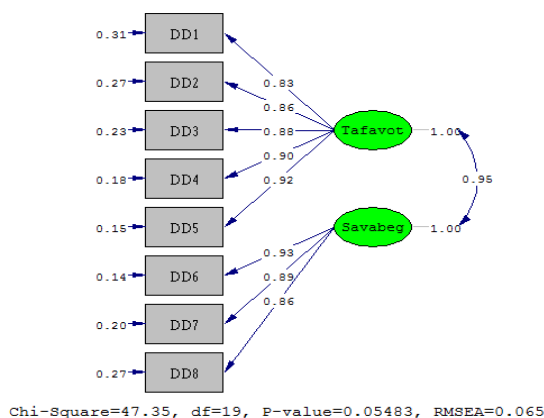 0.31 DD1
0.27 DD2 0.83
0.86
0.23 DD3 0.88 Tafavot 1.00
0.18 DD4 0.90
0.92 0.95
0.15 DD5
Savabeg 1.00
0.14 DD6 0.93
0.89
0.20 DD7 0.86
0.27 DD8
Chi-Square=47.35, df=19, P-value=0.05483, RMSEA=0.065